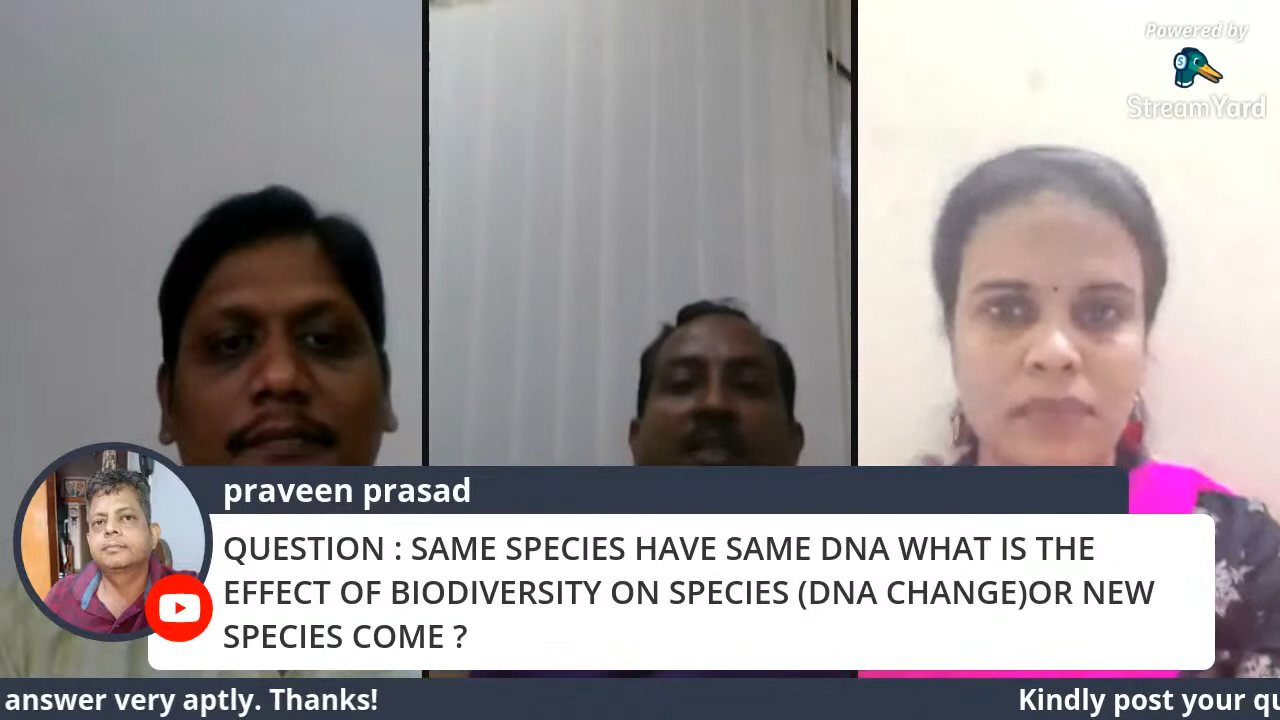 Powered by
StreamYard
praveen prasad
QUESTION : SAME SPECIES HAVE SAME DNA WHAT IS THE
EFFECT OF BIODIVERSITY ON SPECIES (DNA CHANGE)OR NEW
SPECIES COME ?
answer very aptly. Thanks!
Kindly post your qu